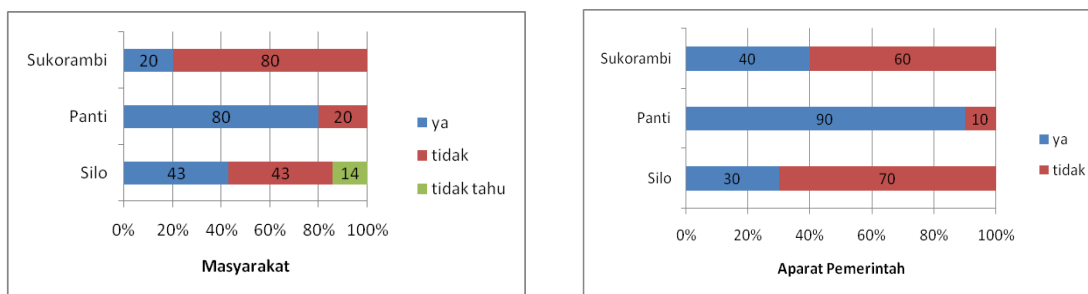 Sukorambi 20 80
Panti 80 20
Silo 43 43 14
ya
tidak
tidak tahu
0% 20% 40% 60% 80% 100%
Masyarakat
Sukorambi 40 60
Panti 90 10
Silo 30 70
ya
tidak
0% 20% 40% 60% 80% 100%
Aparat Pemerintah